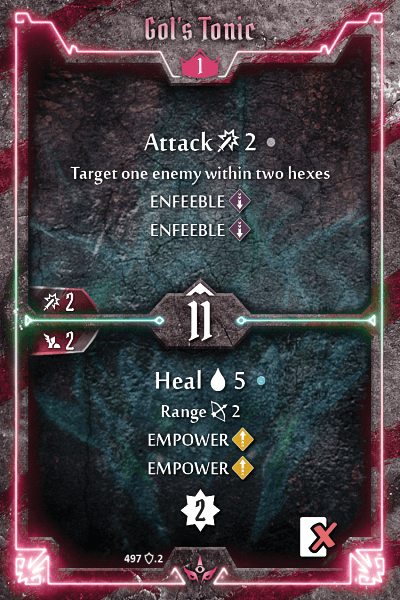 Gol's Tonic
1
Attack 2
Target one enemy within two hexes
ENFEEBLE
ENFEEBLE
2
11
2
Heal 5
Range 2
EMPOWER
EMPOWER
2
497 .2